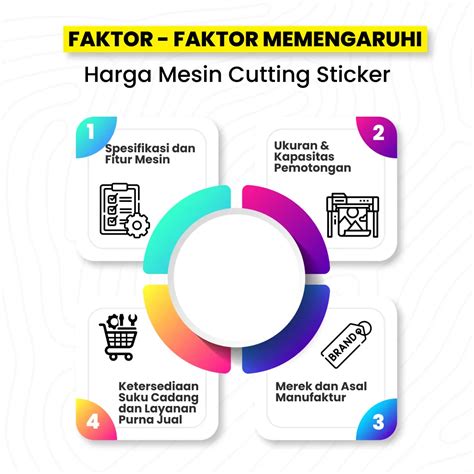 FAKTOR - FAKTOR MEMENGARUHI
Harga Mesin Cutting Sticker
1
Spesifikasi dan
Fitur Mesin
2
Ukuran &
Kapasitas
Pemotongan
BRAND
Merek dan Asal
Manufaktur
3
Ketersediaan
Suku Cadang
dan Layanan
Purna Jual
4